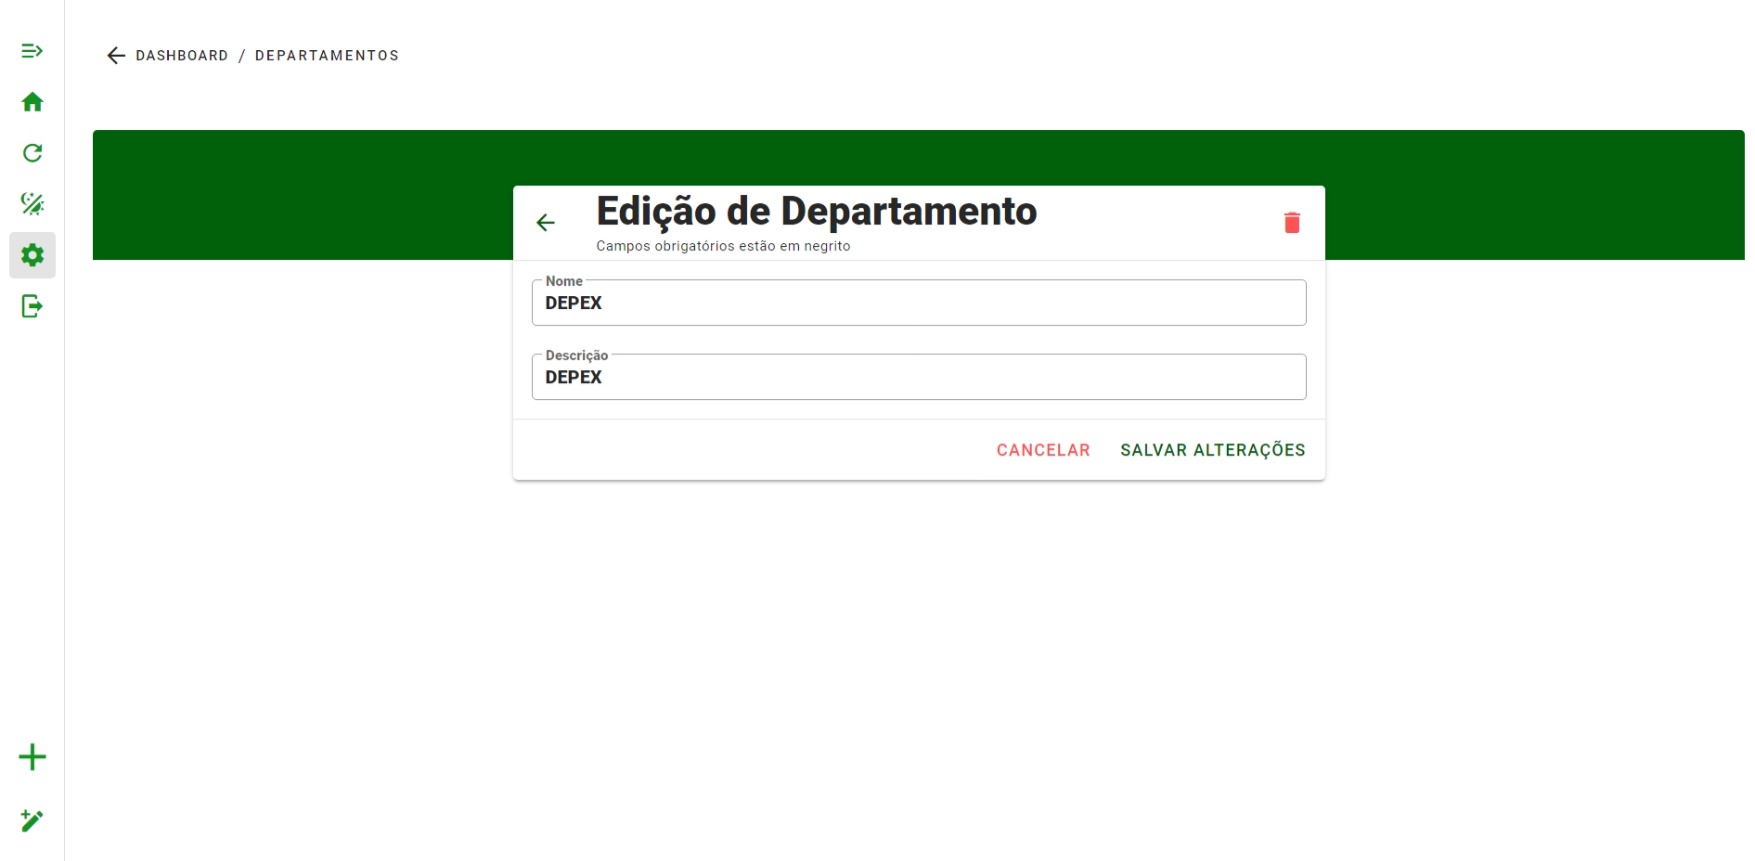 DASHBOARD / DEPARTAMENTOS
Edição de Departamento
Campos obrigatórios estão em negrito
Nome
DEPEX
Descrição
DEPEX
CANCELAR SALVAR ALTERAÇÕES